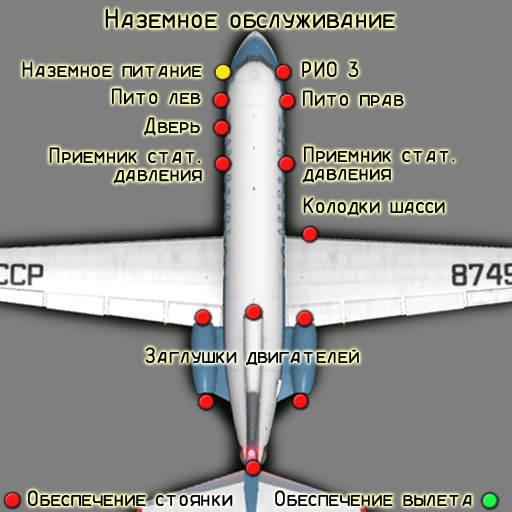 Наземное обслуживание
Наземное питание
РИО 3
Пито лев
Пито прав
Дверь
Приемник стат.
давления
Приемник стат.
давления
Колодки шасси
ССР
8749
Заглушки двигателей
Обеспечение стоянки
Обеспечение вылета